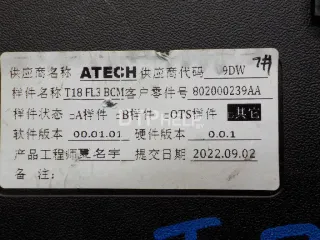 7#
供应商名称 ATECH 供应商代码 9DW
样件名称 T18 FL3 BCM 客户零件号 802000239AA
样件状态 □A样件 □B样件 □OTS样件 其它
软件版本 00.01.01 硬件版本 0.0.1
产品工程师 名宇 提交日期 2022.09.02
备 注：